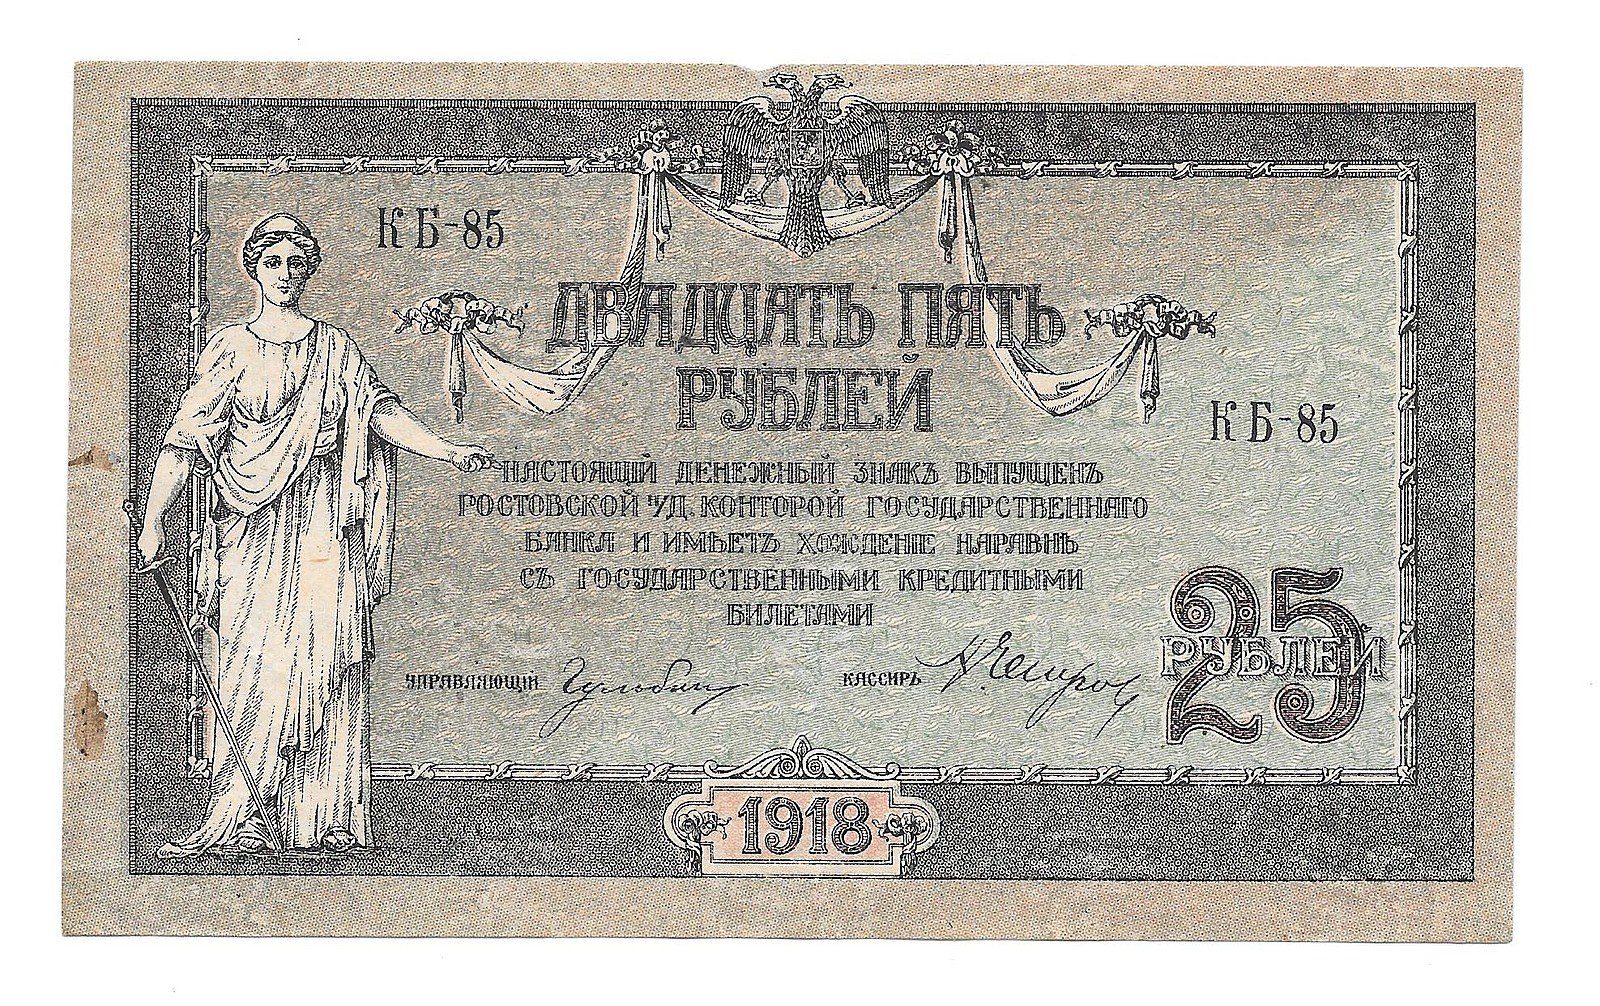 КБ-85
ДВАДЦАТЬ ПЯТЬ
РУБЛЕЙ
КБ-85
НАСТОЯЩІЙ ДЕНЕЖНЫЙ ЗНАКЪ ВЫПУЩЕНЪ
РОСТОВСКОЙ Н/Д. КОНТОРОЙ ГОСУДАРСТВЕННАГО
БАНКА И ИМѢЕТЪ ХОЖДЕНІЕ НАРАВНѢ
СЪ ГОСУДАРСТВЕННЫМИ КРЕДИТНЫМИ
БИЛЕТАМИ
25
РУБЛЕЙ
УПРАВЛЯЮЩІЙ
КАССИРЪ
1918